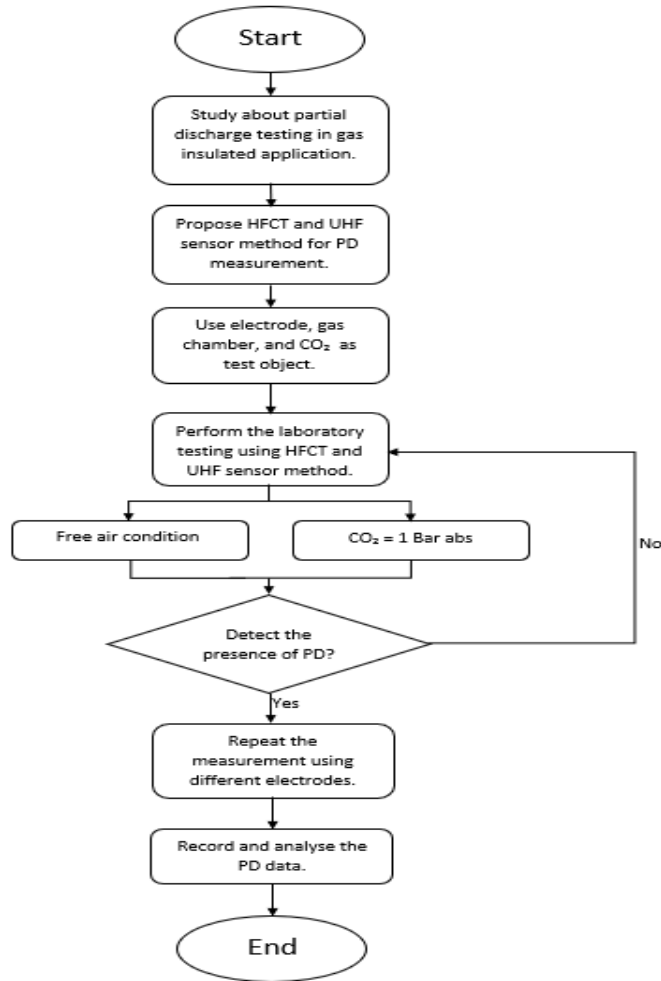 Start
Study about partial
discharge testing in gas
insulated application.
Propose HFCT and UHF
sensor method for PD
measurement.
Use electrode, gas
chamber, and CO₂ as
test object.
Perform the laboratory
testing using HFCT and
UHF sensor method.
Free air condition
CO₂ = 1 Bar abs
No
Detect the
presence of PD?
Yes
Repeat the
measurement using
different electrodes.
Record and analyse the
PD data.
End